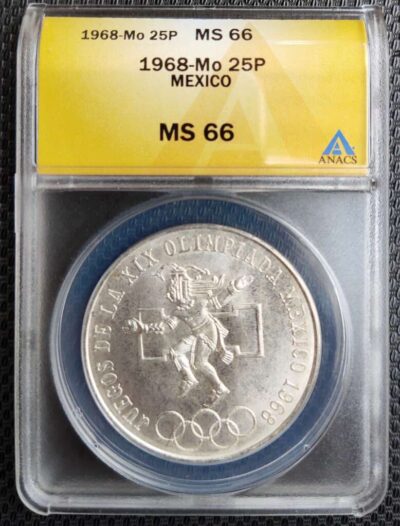 1968-Mo 25P MS 66
1968-Mo 25P
MEXICO
MS 66
ANACS
JUEGOS DE LA XIX OLIMPIADA MEXICO 1968